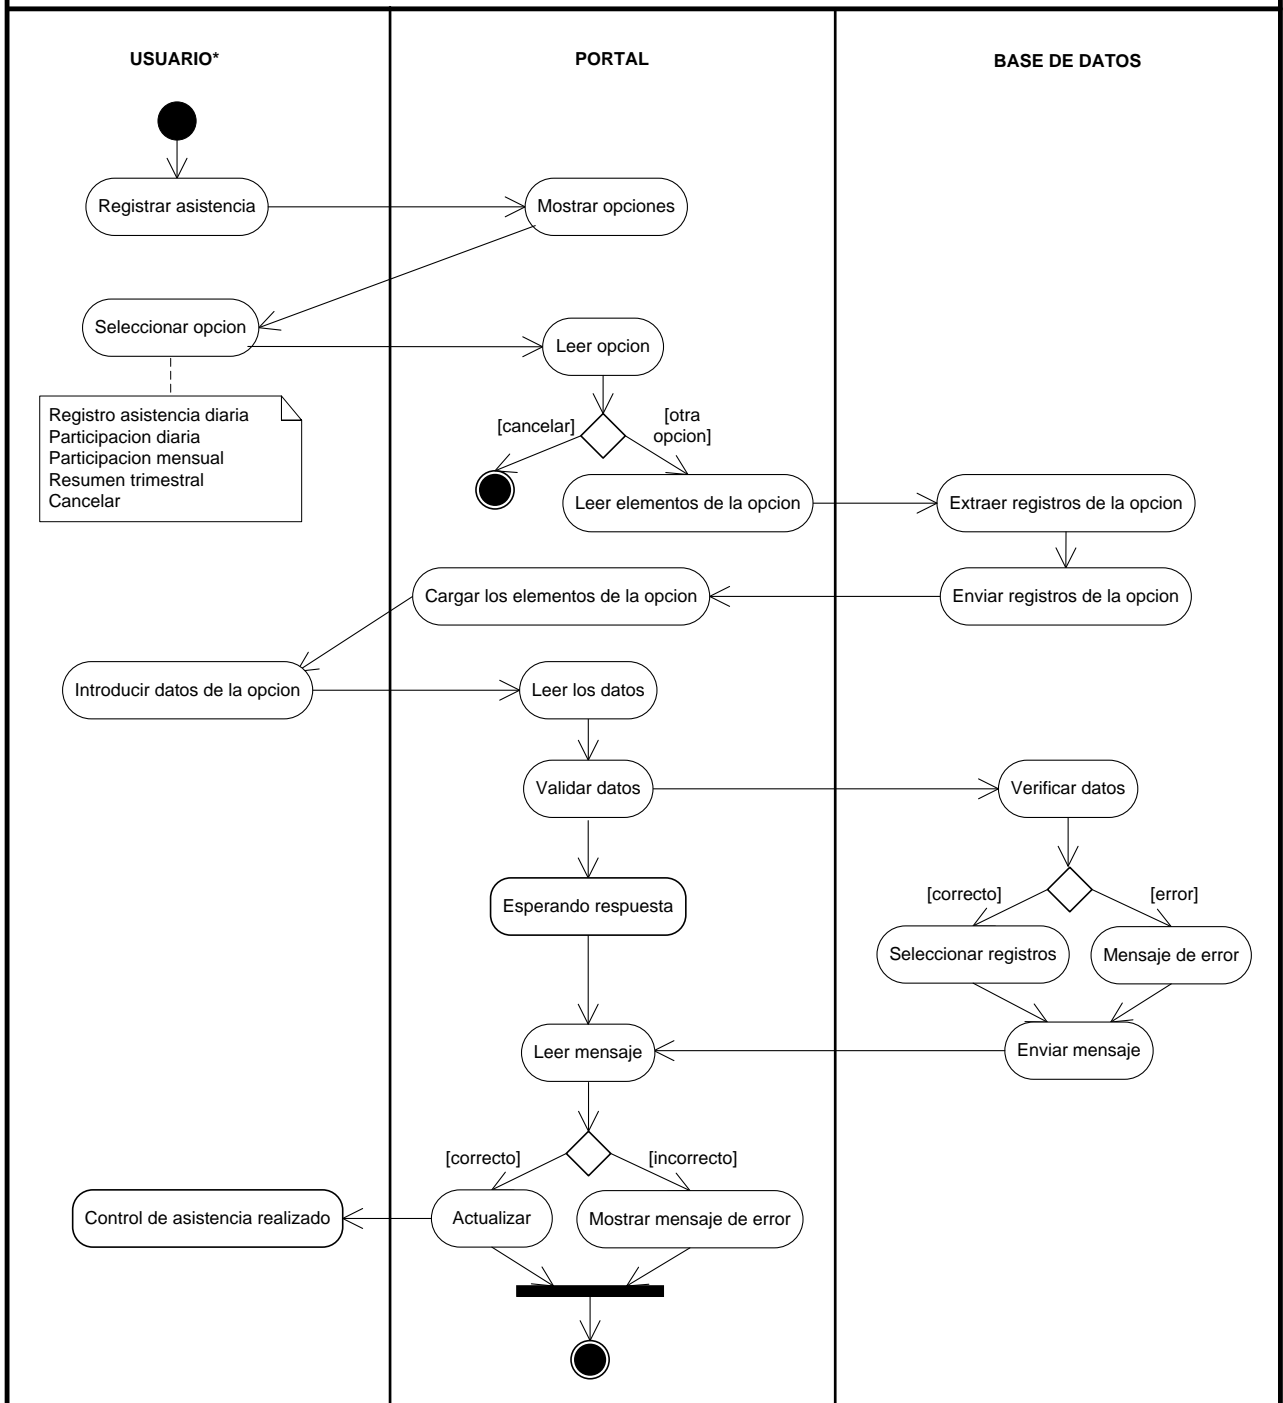 USUARIO*
PORTAL
BASE DE DATOS
Registrar asistencia
Mostrar opciones
Seleccionar opcion
Leer opcion
Registro asistencia diaria
Participacion diaria
Participacion mensual
Resumen trimestral
Cancelar
[cancelar]
[otra
opcion]
Leer elementos de la opcion
Extraer registros de la opcion
Cargar los elementos de la opcion
Enviar registros de la opcion
Introducir datos de la opcion
Leer los datos
Validar datos
Verificar datos
Esperando respuesta
[correcto]
[error]
Seleccionar registros
Mensaje de error
Leer mensaje
Enviar mensaje
[correcto]
[incorrecto]
Control de asistencia realizado
Actualizar
Mostrar mensaje de error